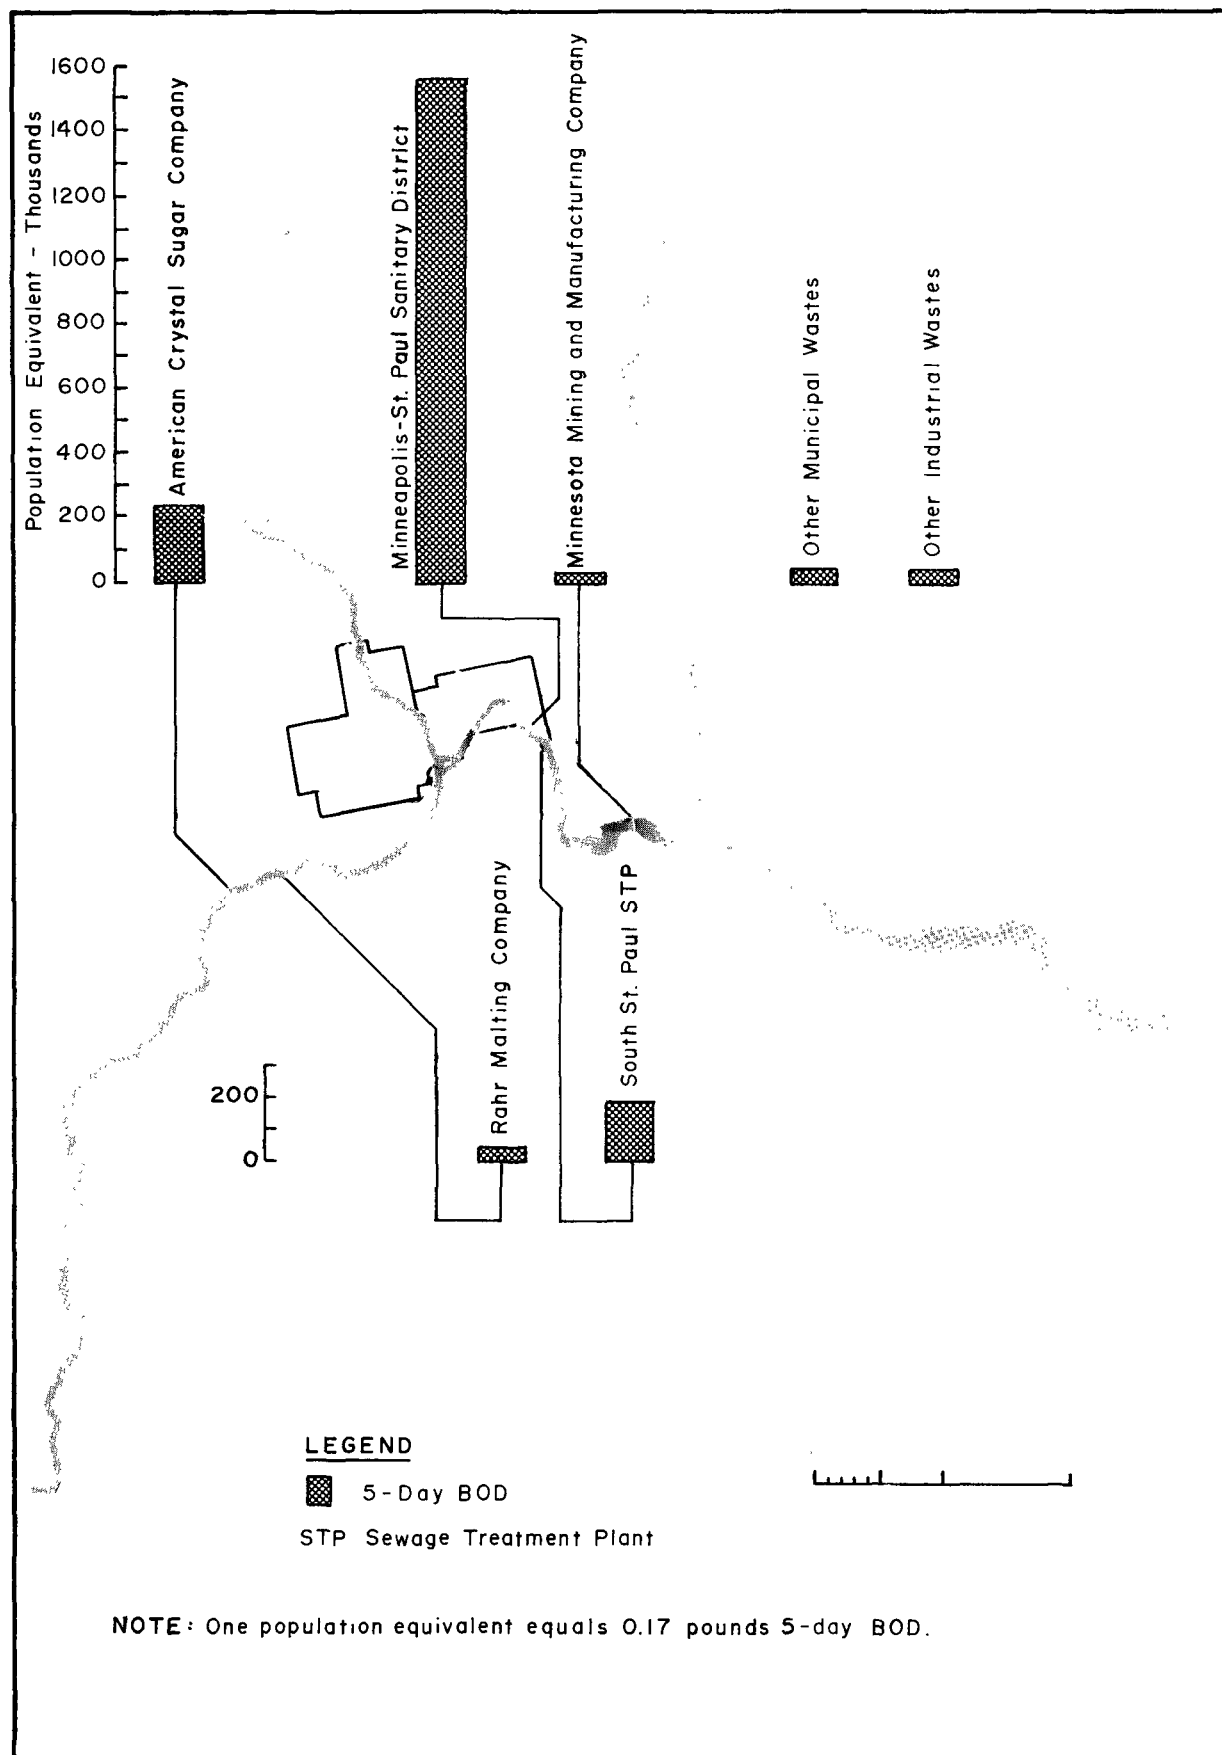 Population Equivalent - Thousands
1600
1400
1200
1000
800
600
400
200
0
American Crystal Sugar Company
Minneapolis-St. Paul Sanitary District
Minnesota Mining and Manufacturing Company
Other Municipal Wastes
Other Industrial Wastes
200
0
Rahr Malting Company
South St. Paul STP
LEGEND
5-Day BOD
STP Sewage Treatment Plant
NOTE: One population equivalent equals 0.17 pounds 5-day BOD.